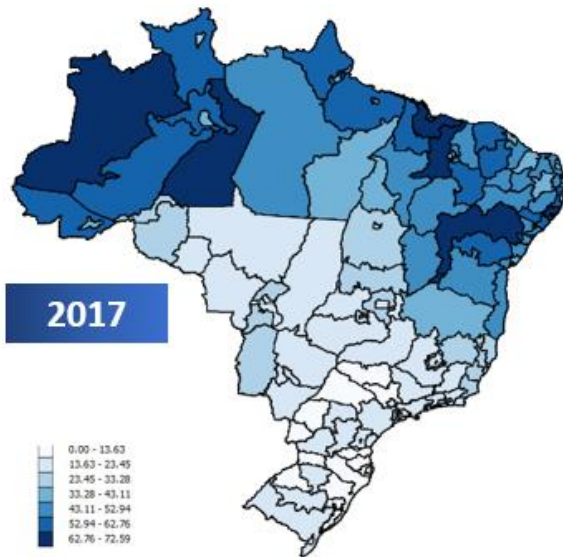 2017
0.00 - 13.63
13.63 - 23.45
23.45 - 33.28
33.28 - 43.11
43.11 - 52.94
52.94 - 62.76
62.76 - 72.59